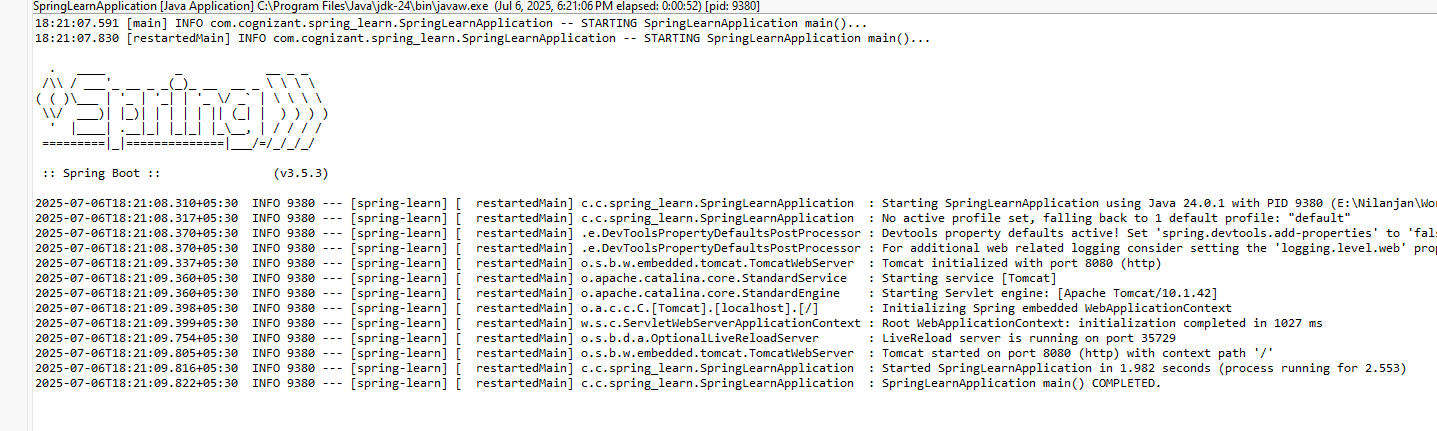 SpringLearnApplication [Java Application] C:\Program Files\Java\jdk-24\bin\javaw.exe (Jul 6, 2025, 6:21:06 PM elapsed: 0:00:52) [pid: 9380]
18:21:07.591 [main] INFO com.cognizant.spring_learn.SpringLearnApplication -- STARTING SpringLearnApplication main()...
18:21:07.830 [restartedMain] INFO com.cognizant.spring_learn.SpringLearnApplication -- STARTING SpringLearnApplication main()...
  .   ____          _            __ _ _
 /\\ / ___'_ __ _ _(_)_ __  __ _ \ \ \ \
( ( )\___ | '_ | '_| | '_ \/ _` | \ \ \ \
 \\/  ___)| |_)| | | | | || (_| |  ) ) ) )
  '  |____| .__|_| |_|_| |_\__, | / / / /
 =========|_|==============|___/=/_/_/_/
 :: Spring Boot ::                (v3.5.3)
2025-07-06T18:21:08.310+05:30  INFO 9380 --- [spring-learn] [  restartedMain] c.c.spring_learn.SpringLearnApplication  : Starting SpringLearnApplication using Java 24.0.1 with PID 9380 (E:\Nilanjan\Wor
2025-07-06T18:21:08.317+05:30  INFO 9380 --- [spring-learn] [  restartedMain] c.c.spring_learn.SpringLearnApplication  : No active profile set, falling back to 1 default profile: "default"
2025-07-06T18:21:08.370+05:30  INFO 9380 --- [spring-learn] [  restartedMain] .e.DevToolsPropertyDefaultsPostProcessor : Devtools property defaults active! Set 'spring.devtools.add-properties' to 'fal
2025-07-06T18:21:08.370+05:30  INFO 9380 --- [spring-learn] [  restartedMain] .e.DevToolsPropertyDefaultsPostProcessor : For additional web related logging consider setting the 'logging.level.web' prop
2025-07-06T18:21:09.337+05:30  INFO 9380 --- [spring-learn] [  restartedMain] o.s.b.w.embedded.tomcat.TomcatWebServer  : Tomcat initialized with port 8080 (http)
2025-07-06T18:21:09.360+05:30  INFO 9380 --- [spring-learn] [  restartedMain] o.apache.catalina.core.StandardService   : Starting service [Tomcat]
2025-07-06T18:21:09.360+05:30  INFO 9380 --- [spring-learn] [  restartedMain] o.apache.catalina.core.StandardEngine    : Starting Servlet engine: [Apache Tomcat/10.1.42]
2025-07-06T18:21:09.398+05:30  INFO 9380 --- [spring-learn] [  restartedMain] o.a.c.c.C.[Tomcat].[localhost].[/]       : Initializing Spring embedded WebApplicationContext
2025-07-06T18:21:09.399+05:30  INFO 9380 --- [spring-learn] [  restartedMain] w.s.c.ServletWebServerApplicationContext : Root WebApplicationContext: initialization completed in 1027 ms
2025-07-06T18:21:09.754+05:30  INFO 9380 --- [spring-learn] [  restartedMain] o.s.b.d.a.OptionalLiveReloadServer       : LiveReload server is running on port 35729
2025-07-06T18:21:09.805+05:30  INFO 9380 --- [spring-learn] [  restartedMain] o.s.b.w.embedded.tomcat.TomcatWebServer  : Tomcat started on port 8080 (http) with context path '/'
2025-07-06T18:21:09.816+05:30  INFO 9380 --- [spring-learn] [  restartedMain] c.c.spring_learn.SpringLearnApplication  : Started SpringLearnApplication in 1.982 seconds (process running for 2.553)
2025-07-06T18:21:09.822+05:30  INFO 9380 --- [spring-learn] [  restartedMain] c.c.spring_learn.SpringLearnApplication  : SpringLearnApplication main() COMPLETED.